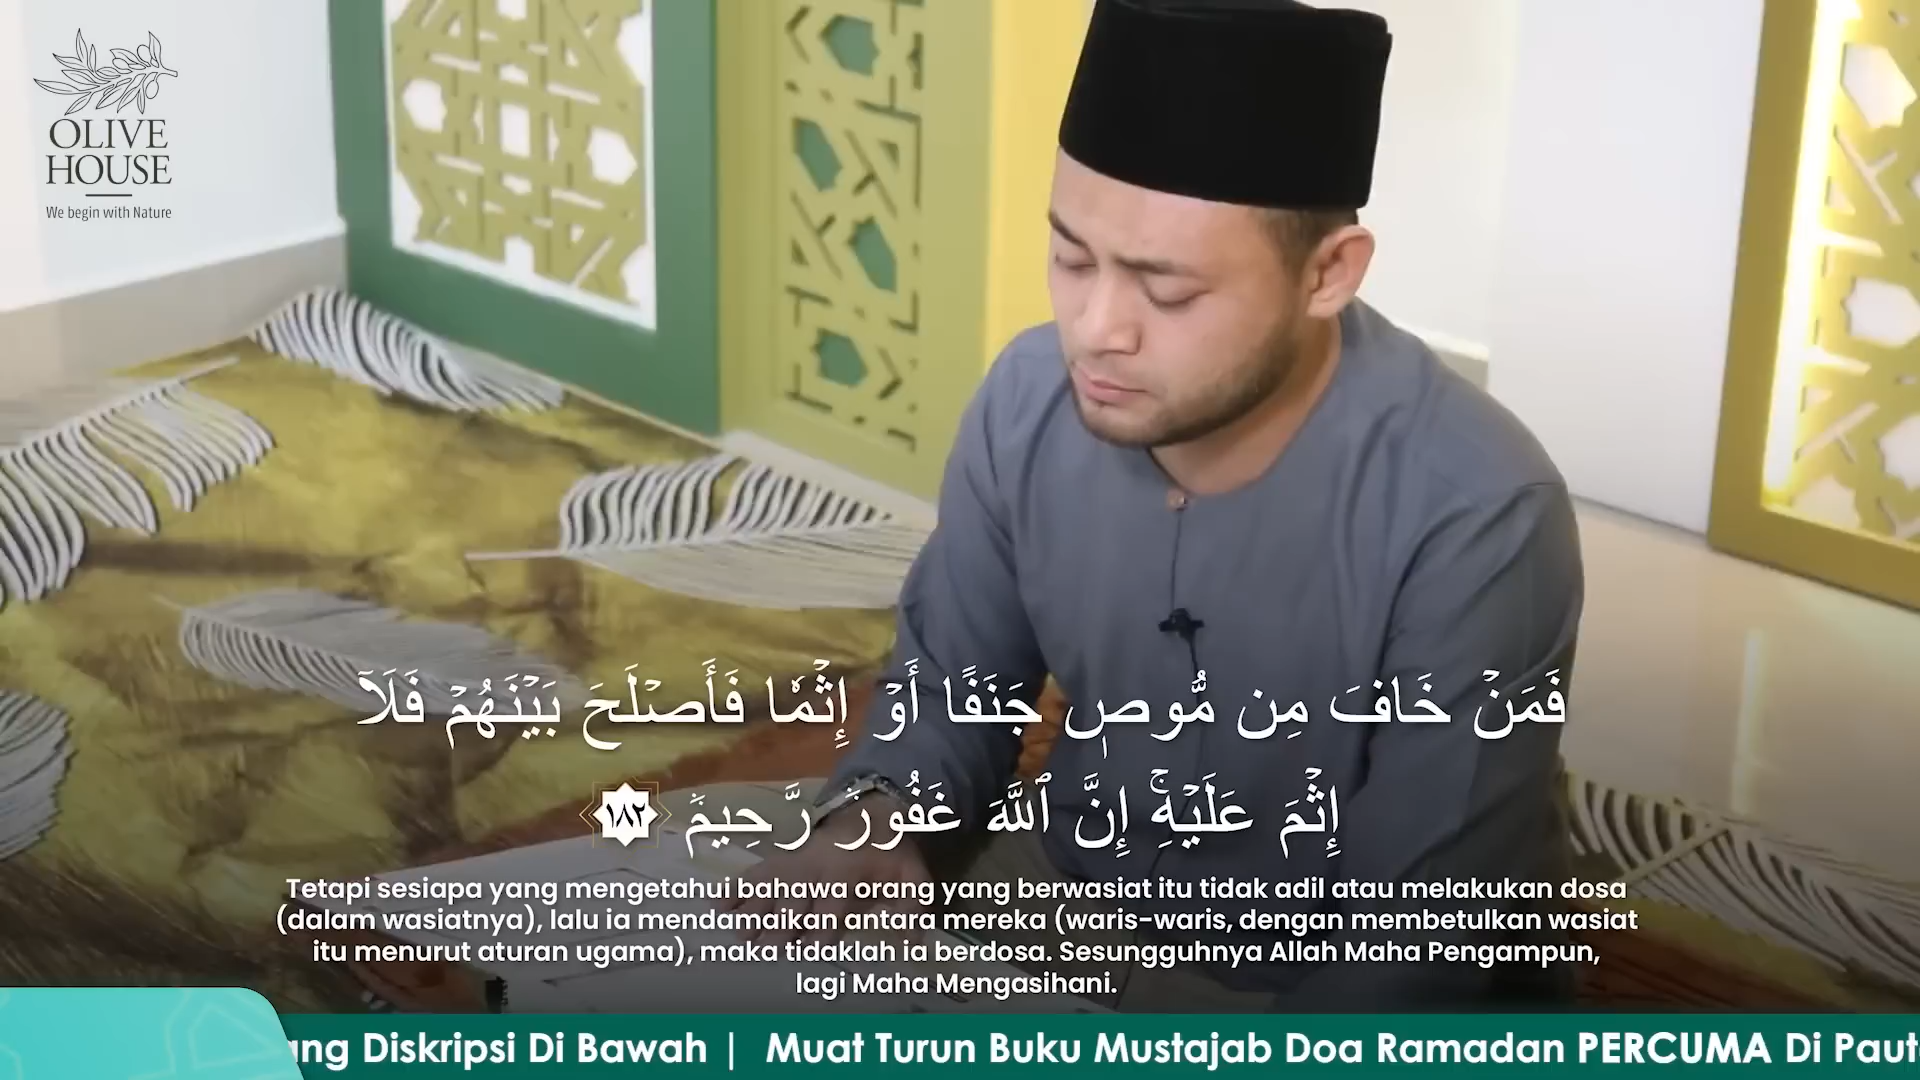 OLIVE
HOUSE
We begin with Nature
فَمَنۡ خَافَ مِن مُّوصٖ جَنَفًا أَوۡ إِثۡمٗا فَأَصۡلَحَ بَيۡنَهُمۡ فَلَآ
إِثۡمَ عَلَيۡهِۚ إِنَّ ٱللَّهَ غَفُورٞ رَّحِيمٞ ١٨٢
Tetapi sesiapa yang mengetahui bahawa orang yang berwasiat itu tidak adil atau melakukan dosa
(dalam wasiatnya), lalu ia mendamaikan antara mereka (waris-waris, dengan membetulkan wasiat
itu menurut aturan ugama), maka tidaklah ia berdosa. Sesungguhnya Allah Maha Pengampun,
lagi Maha Mengasihani.
ang Diskripsi Di Bawah | Muat Turun Buku Mustajab Doa Ramadan PERCUMA Di Paut